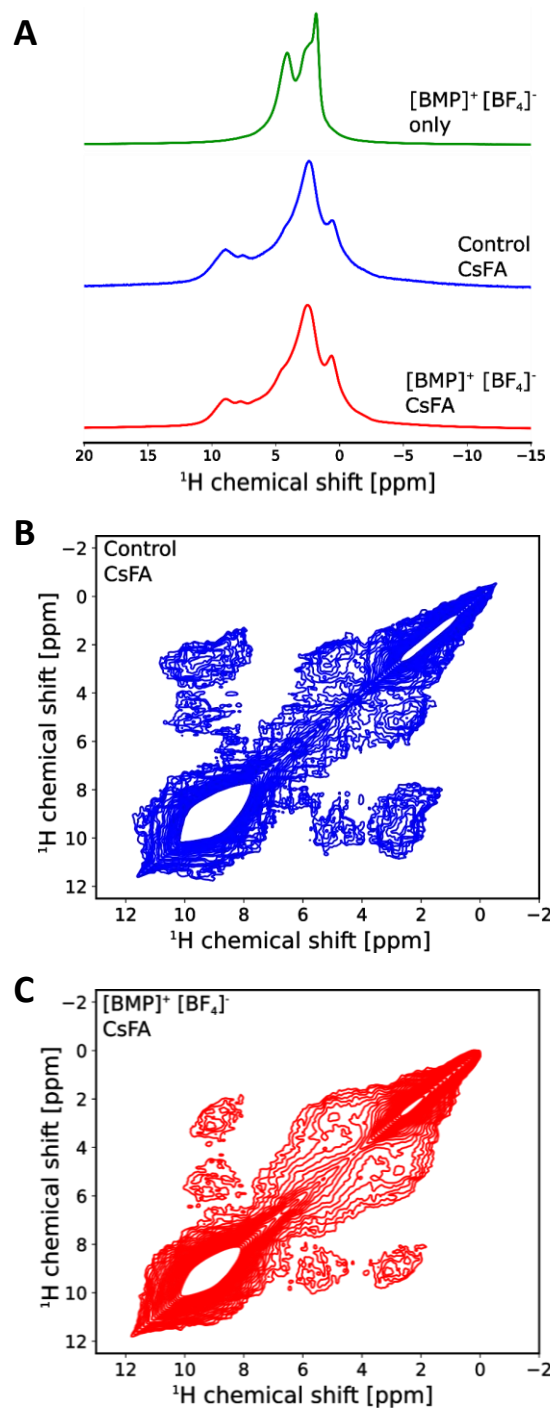 A
[BMP]⁺ [BF₄]⁻
only
Control
CsFA
[BMP]⁺ [BF₄]⁻
CsFA
20 15 10 5 0 −5 −10 −15
¹H chemical shift [ppm]
B
Control
CsFA
−2
0
2
4
6
8
10
12
¹H chemical shift [ppm]
12 10 8 6 4 2 0 −2
¹H chemical shift [ppm]
C
[BMP]⁺ [BF₄]⁻
CsFA
−2
0
2
4
6
8
10
12
¹H chemical shift [ppm]
12 10 8 6 4 2 0 −2
¹H chemical shift [ppm]